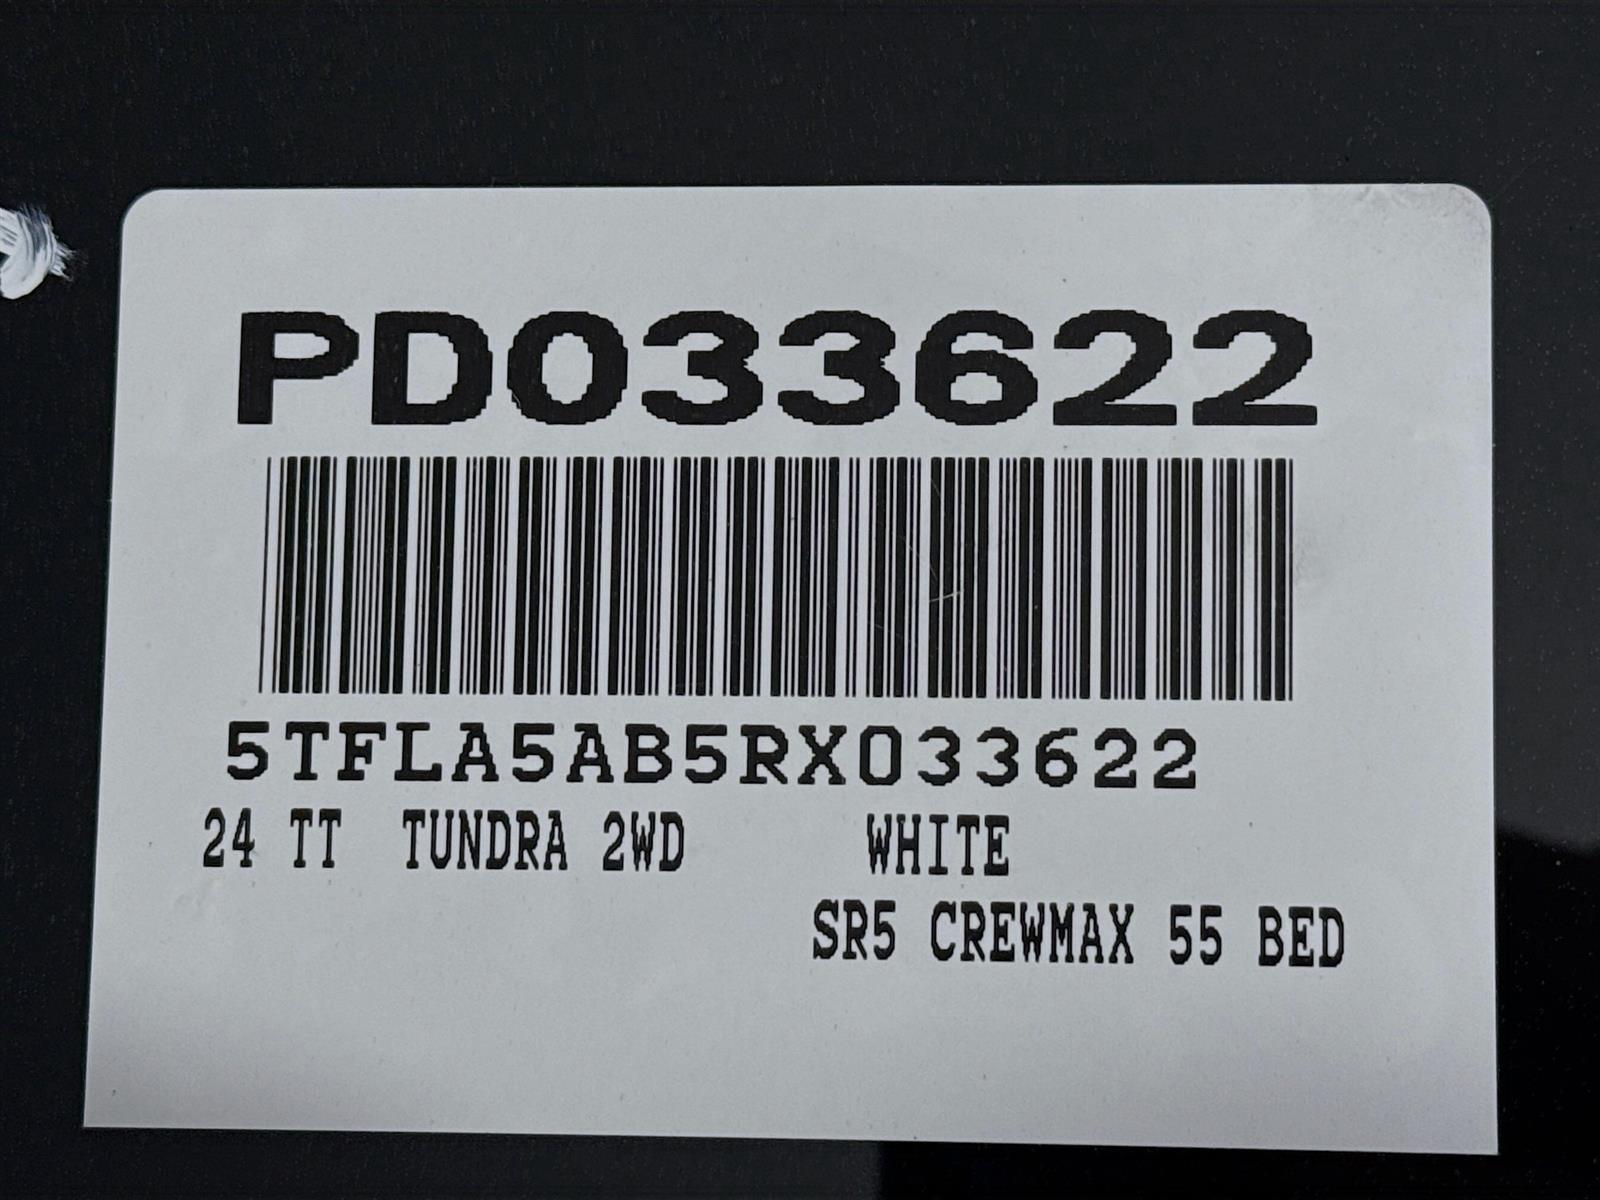 PD033622
5TFLA5AB5RX033622
24 TT TUNDRA 2WD WHITE
SR5 CREWMAX 55 BED